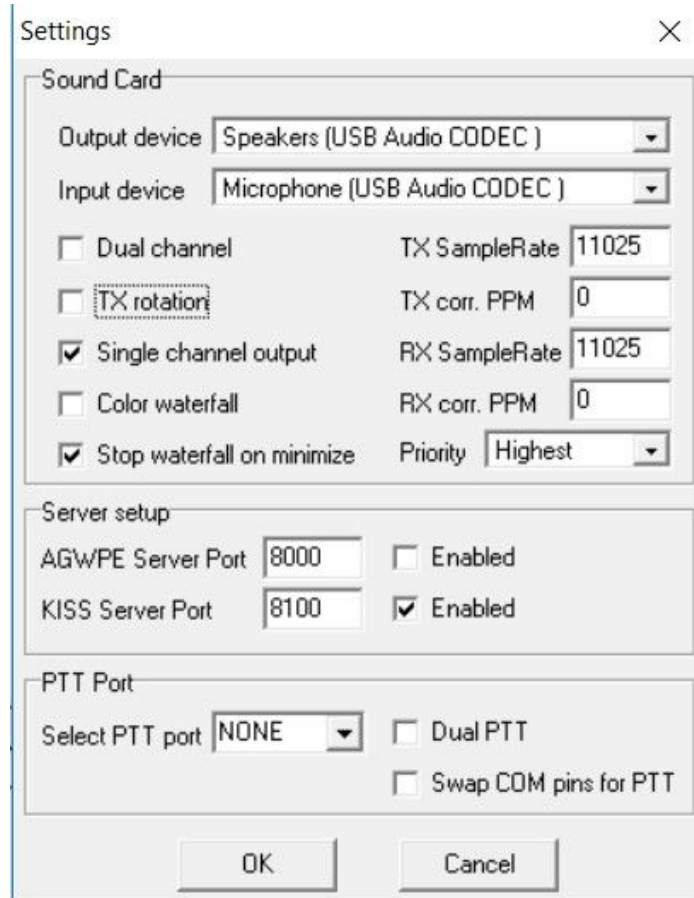 Settings
Sound Card
Output device Speakers (USB Audio CODEC )
Input device Microphone (USB Audio CODEC )
Dual channel TX SampleRate 11025
TX rotation TX corr. PPM 0
Single channel output RX SampleRate 11025
Color waterfall RX corr. PPM 0
Stop waterfall on minimize Priority Highest
Server setup
AGWPE Server Port 8000 Enabled
KISS Server Port 8100 Enabled
PTT Port
Select PTT port NONE Dual PTT
Swap COM pins for PTT
OK Cancel